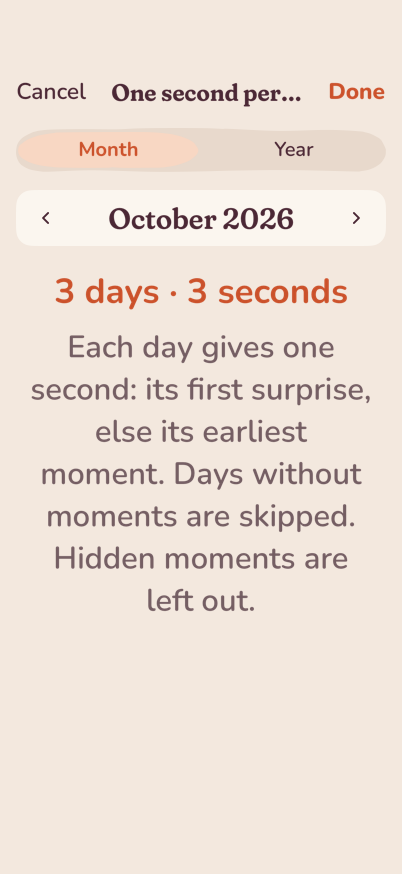 Cancel One second per... Done
Month Year
October 2026
3 days · 3 seconds
Each day gives one
second: its first surprise,
else its earliest
moment. Days without
moments are skipped.
Hidden moments are
left out.